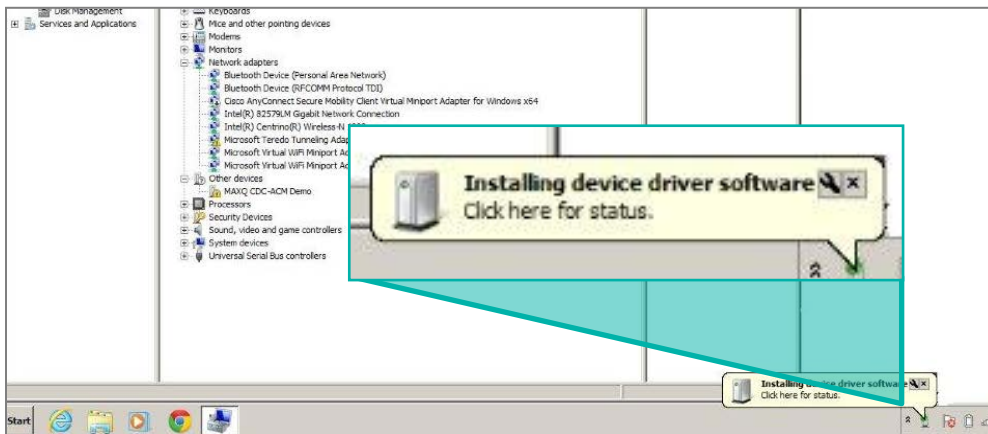 Disk Management
Services and Applications
Keyboards
Mice and other pointing devices
Modems
Monitors
Network adapters
Bluetooth Device (Personal Area Network)
Bluetooth Device (RFCOMM Protocol TDI)
Cisco AnyConnect Secure Mobility Client Virtual Miniport Adapter for Windows x64
Intel(R) 82579LM Gigabit Network Connection
Intel(R) Centrino(R) Wireless-N
Microsoft Teredo Tunneling Adap
Microsoft Virtual WiFi Miniport Ac
Microsoft Virtual WiFi Miniport Ac
Other devices
MAXQ CDC-ACM Demo
Processors
Security Devices
Sound, video and game controllers
System devices
Universal Serial Bus controllers
Installing device driver software
Click here for status.
Installing device driver software
Click here for status.
Start